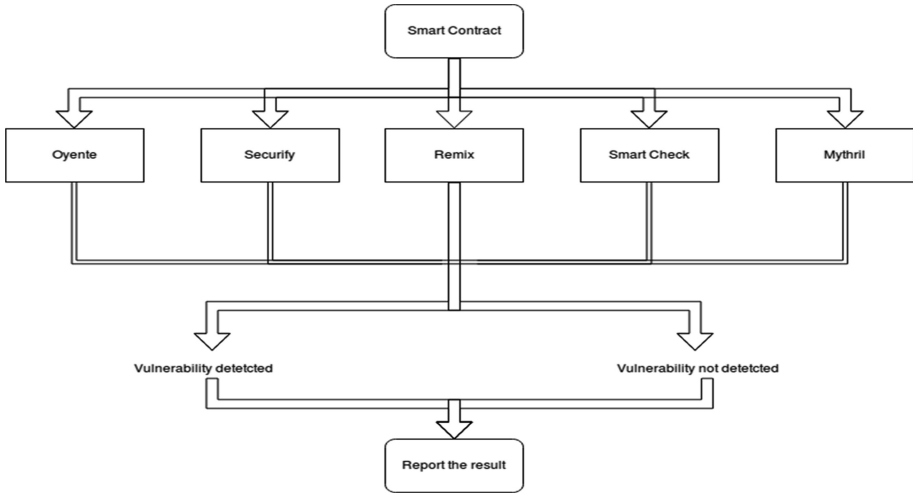 Smart Contract
Oyente
Securify
Remix
Smart Check
Mythril
Vulnerability detetcted
Vulnerability not detetcted
Report the result